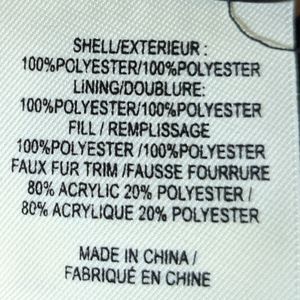 SHELL/EXTÉRIEUR :
100%POLYESTER/100%POLYESTER
LINING/DOUBLURE:
100%POLYESTER/100%POLYESTER
FILL / REMPLISSAGE
100%POLYESTER /100%POLYESTER
FAUX FUR TRIM /FAUSSE FOURRURE
80% ACRYLIC 20% POLYESTER /
80% ACRYLIQUE 20% POLYESTER
MADE IN CHINA /
FABRIQUÉ EN CHINE